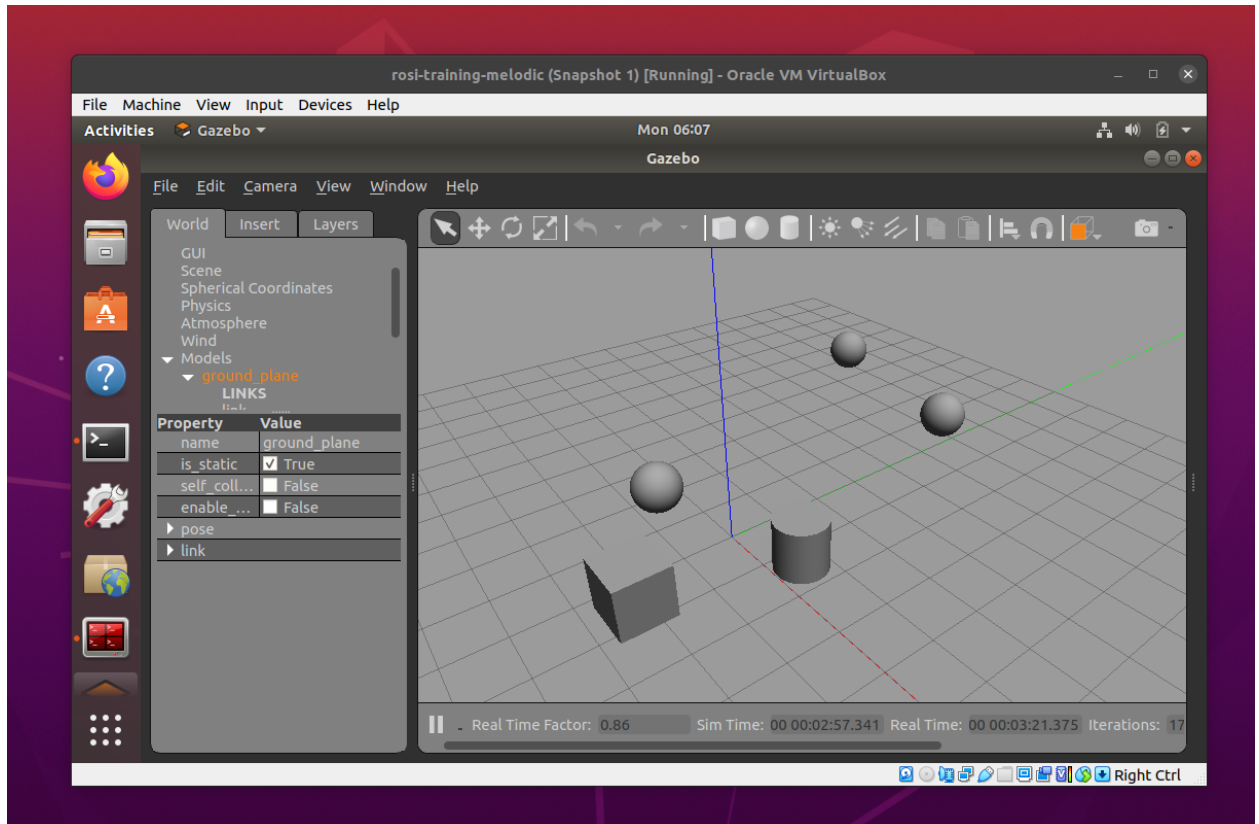 rosi-training-melodic (Snapshot 1) [Running] - Oracle VM VirtualBox
File Machine View Input Devices Help
Activities Gazebo Mon 06:07
Gazebo
File Edit Camera View Window Help
World Insert Layers
GUI
Scene
Spherical Coordinates
Physics
Atmosphere
Wind
Models
ground_plane
LINKS
link
Property Value
name ground_plane
is_static True
self_coll... False
enable_... False
pose
link
Real Time Factor: 0.86 Sim Time: 00 00:02:57.341 Real Time: 00 00:03:21.375 Iterations: 17
Right Ctrl